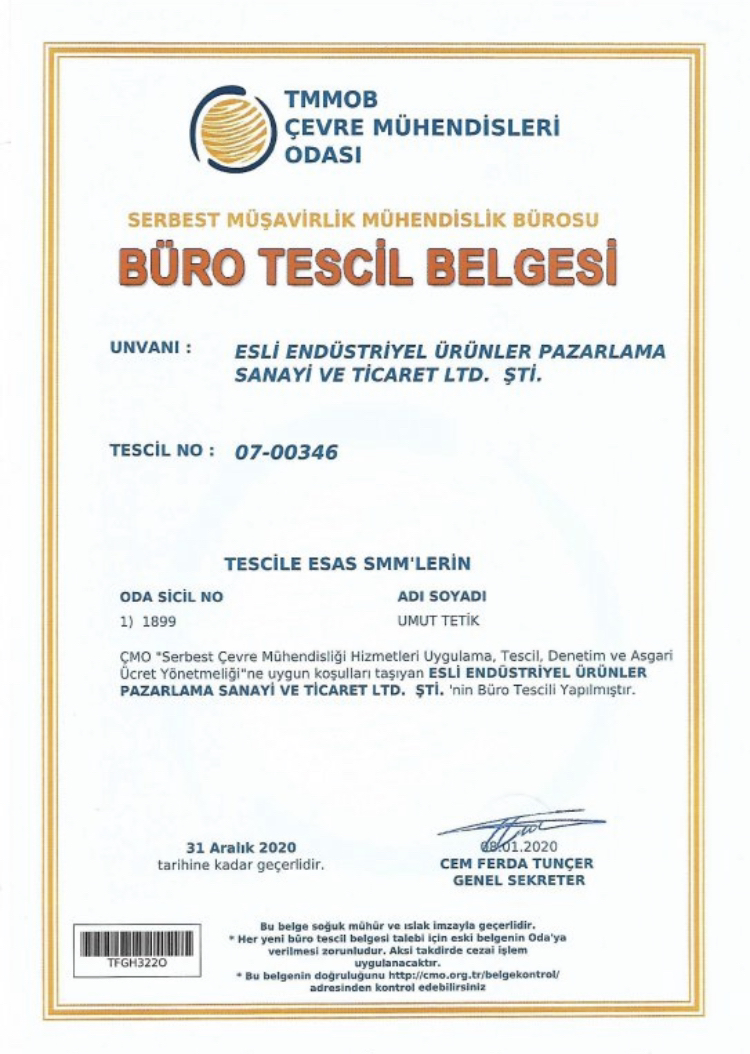 TMMOB
ÇEVRE MÜHENDİSLERİ
ODASI
SERBEST MÜŞAVİRLİK MÜHENDİSLİK BÜROSU
BÜRO TESCİL BELGESİ
UNVANI : ESLİ ENDÜSTRİYEL ÜRÜNLER PAZARLAMA
SANAYİ VE TİCARET LTD. ŞTİ.
TESCİL NO : 07-00346
TESCİLE ESAS SMM'LERİN
ODA SİCİL NO ADI SOYADI
1) 1899 UMUT TETİK
ÇMO "Serbest Çevre Mühendisliği Hizmetleri Uygulama, Tescil, Denetim ve Asgari
Ücret Yönetmeliği"ne uygun koşulları taşıyan ESLİ ENDÜSTRİYEL ÜRÜNLER
PAZARLAMA SANAYİ VE TİCARET LTD. ŞTİ. 'nin Büro Tescili Yapılmıştır.
31 Aralık 2020
tarihine kadar geçerlidir.
08.01.2020
CEM FERDA TUNÇER
GENEL SEKRETER
TFGH322O
Bu belge soğuk mühür ve ıslak imzayla geçerlidir.
* Her yeni büro tescil belgesi talebi için eski belgenin Oda'ya
verilmesi zorunludur. Aksi takdirde cezai işlem
uygulanacaktır.
* Bu belgenin doğruluğunu http://cmo.org.tr/belgekontrol/
adresinden kontrol edebilirsiniz